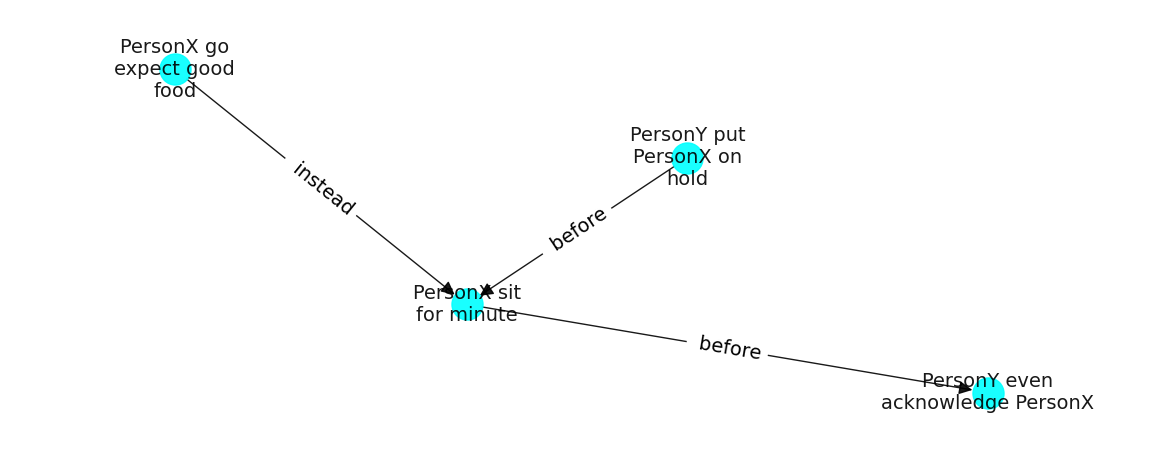 PersonX go
expect good
food
PersonY put
PersonX on
hold
instead
before
PersonX sit
for minute
before
PersonY even
acknowledge PersonX